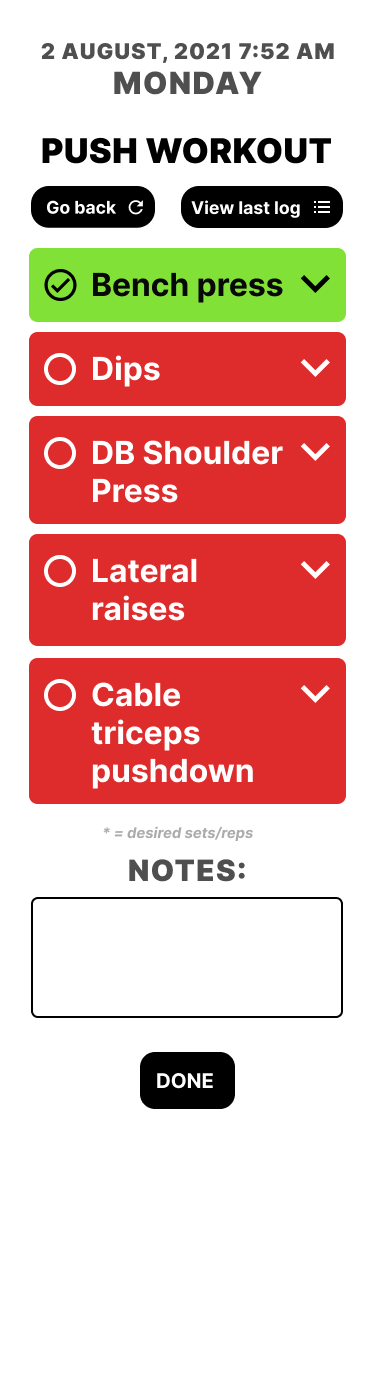 2 AUGUST, 2021 7:52 AM
MONDAY
PUSH WORKOUT
Go back
View last log
Bench press
Dips
DB Shoulder
Press
Lateral
raises
Cable
triceps
pushdown
* = desired sets/reps
NOTES:
DONE